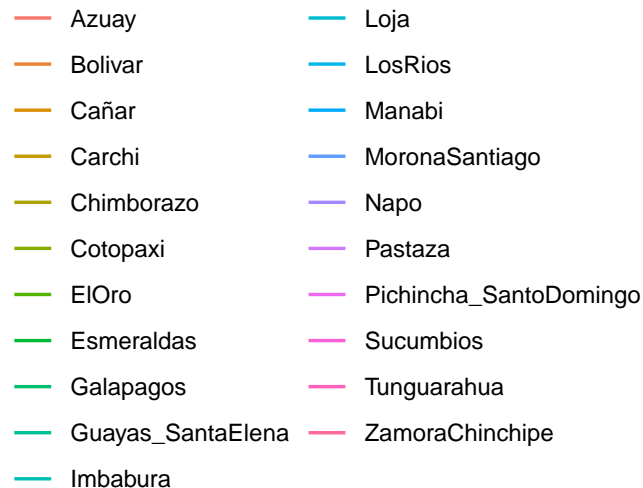 Azuay
Bolivar
Cañar
Carchi
Chimborazo
Cotopaxi
ElOro
Esmeraldas
Galapagos
Guayas_SantaElena
Imbabura
Loja
LosRios
Manabi
MoronaSantiago
Napo
Pastaza
Pichincha_SantoDomingo
Sucumbios
Tunguarahua
ZamoraChinchipe